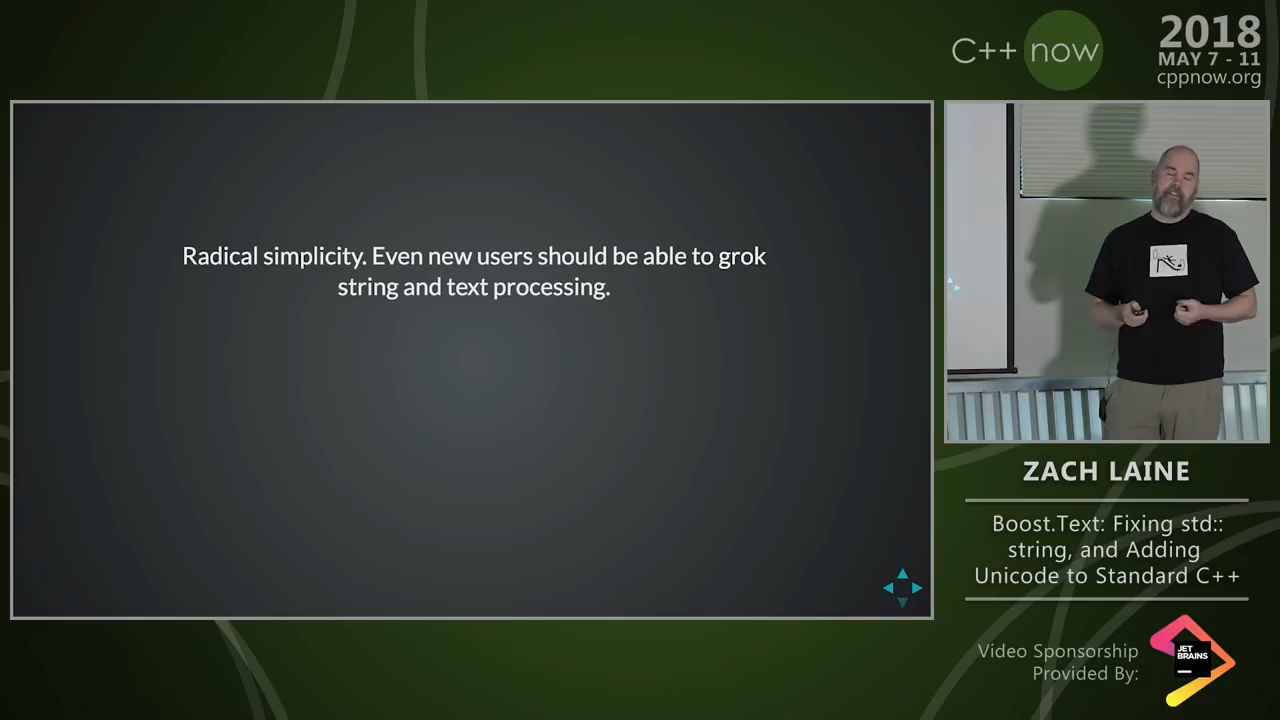 C++ now
2018
MAY 7 - 11
cppnow.org
Radical simplicity. Even new users should be able to grok
string and text processing.
ZACH LAINE
Boost.Text: Fixing std::
string, and Adding
Unicode to Standard C++
Video Sponsorship
Provided By:
JET
BRAINS